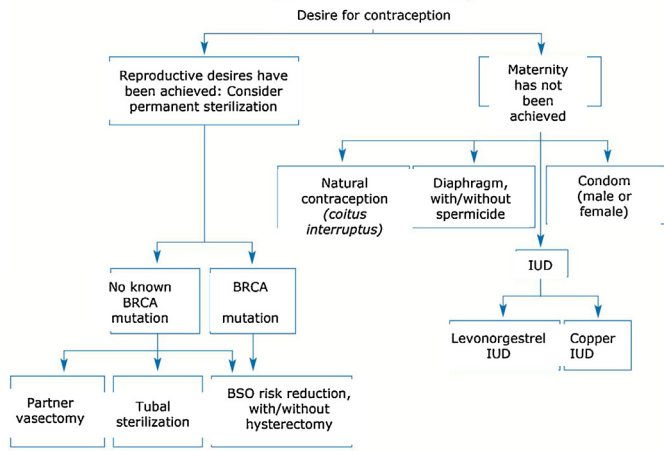 Desire for contraception
Reproductive desires have
been achieved: Consider
permanent sterilization
Maternity
has not
been
achieved
Natural
contraception
(coitus
interruptus)
Diaphragm,
with/without
spermicide
Condom
(male or
female)
IUD
Levonorgestrel
IUD
Copper
IUD
No known
BRCA
mutation
BRCA
mutation
Partner
vasectomy
Tubal
sterilization
BSO risk reduction,
with/without
hysterectomy